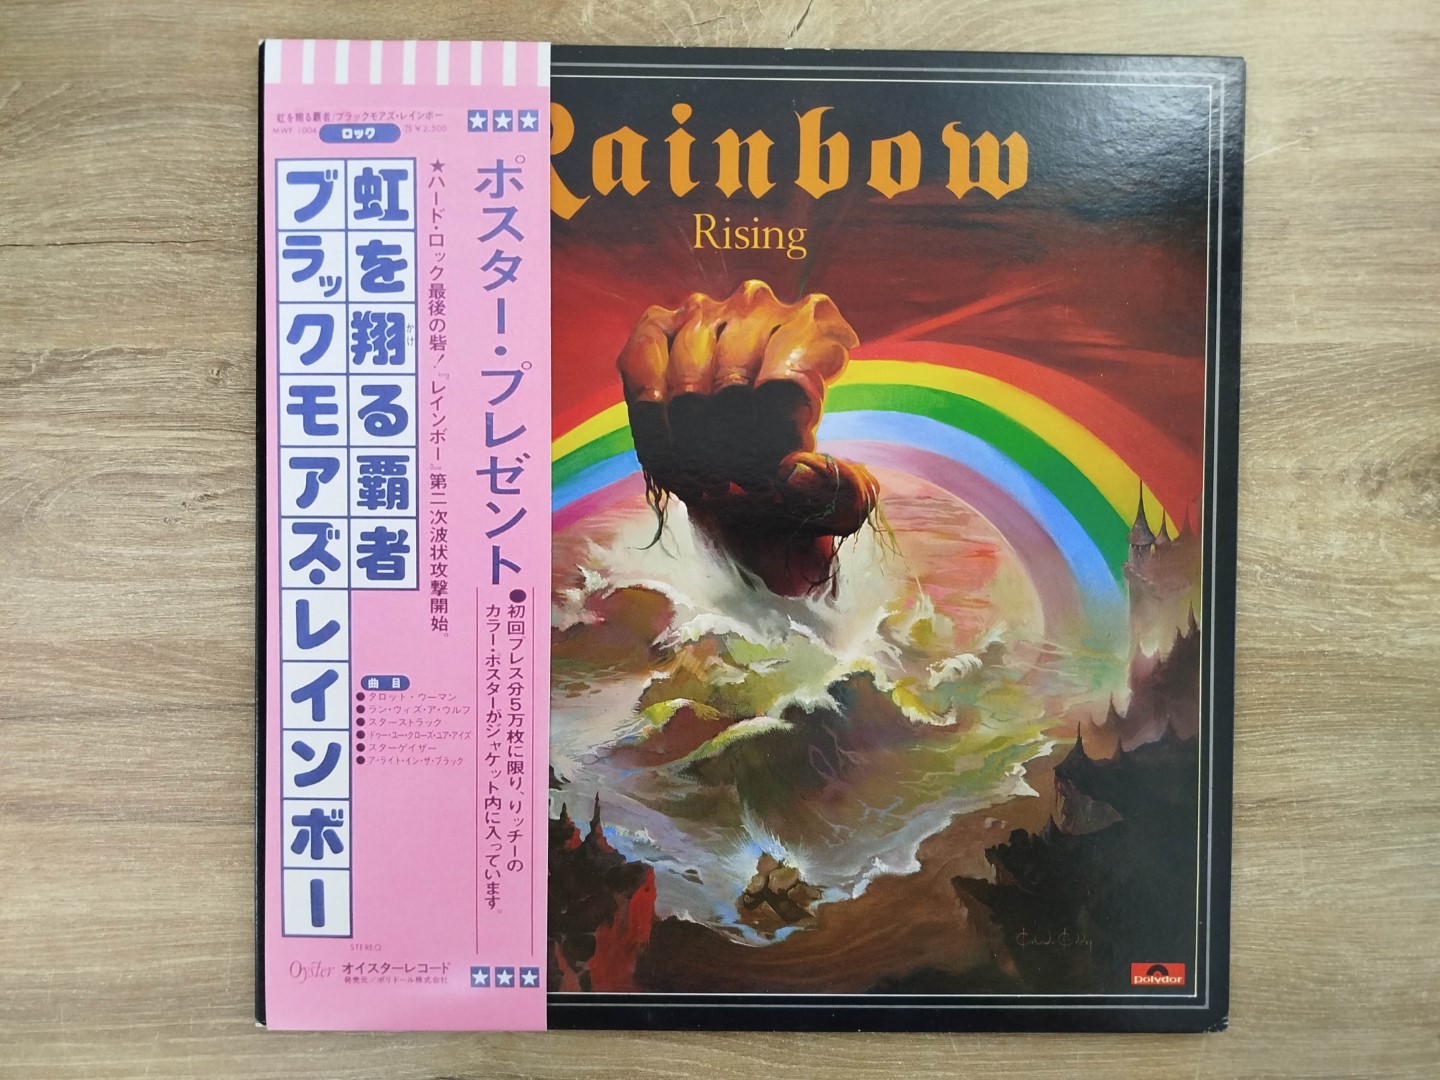 虹を翔る覇者/ブラックモアズ・レインボー
MWF 1004
ロック
¥2,500
虹を翔る覇者
かけ
ブラックモアズ・レインボー
★ハード・ロック最後の砦!『レインボー』第二次波状攻撃開始。
ポスター・プレゼント
●初回プレス分5万枚に限り、リッチーの
カラー・ポスターがジャケット内に入っています。
曲目
●タロット・ウーマン
●ラン・ウィズ・ア・ウルフ
●スターストラック
●ドゥー・ユー・クローズ・ユア・アイズ
●スターゲイザー
●ア・ライト・イン・ザ・ブラック
STEREO
Oyster オイスターレコード
発売元/ポリドール株式会社
Rainbow
Rising
polydor